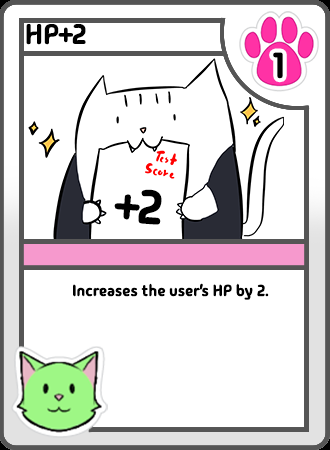 HP+2
1
Test
Score
+2
Increases the user's HP by 2.